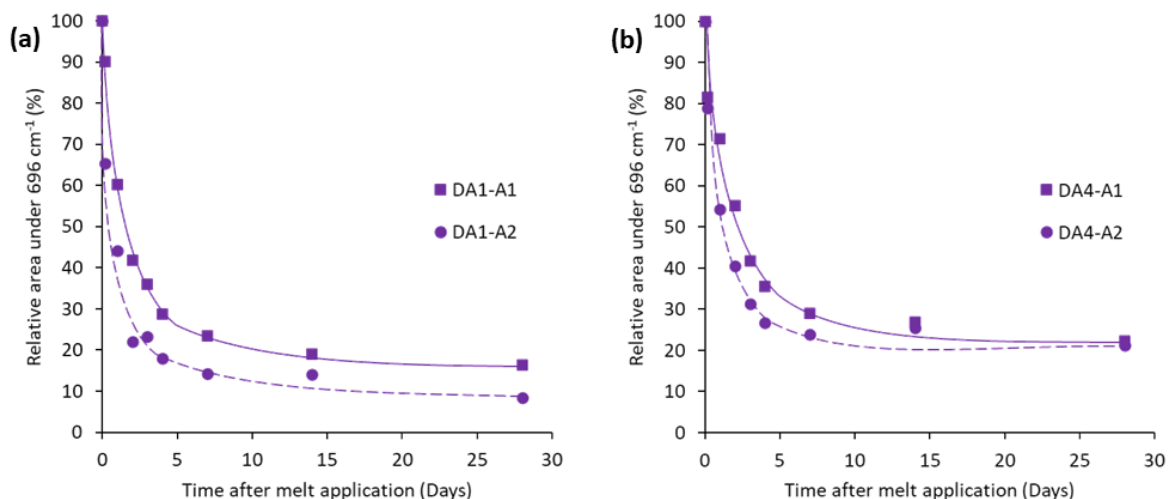 (a)
Relative area under 696 cm⁻¹ (%)
100
90
80
70
60
50
40
30
20
10
0
0 5 10 15 20 25 30
Time after melt application (Days)
DA1-A1
DA1-A2
(b)
Relative area under 696 cm⁻¹ (%)
100
90
80
70
60
50
40
30
20
10
0
0 5 10 15 20 25 30
Time after melt application (Days)
DA4-A1
DA4-A2